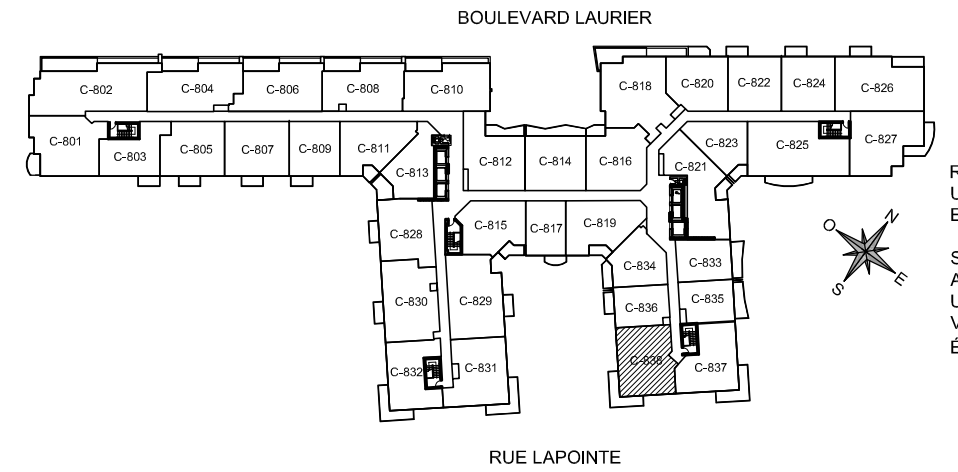 BOULEVARD LAURIER
C-802
C-804
C-806
C-808
C-810
C-818
C-820
C-822
C-824
C-826
C-801
C-803
C-805
C-807
C-809
C-811
C-813
C-812
C-814
C-816
C-821
C-823
C-825
C-827
C-815
C-817
C-819
C-828
C-830
C-832
C-829
C-831
C-834
C-836
C-838
C-833
C-835
C-837
O
N
S
E
R
U
E
S
A
U
V
É
RUE LAPOINTE